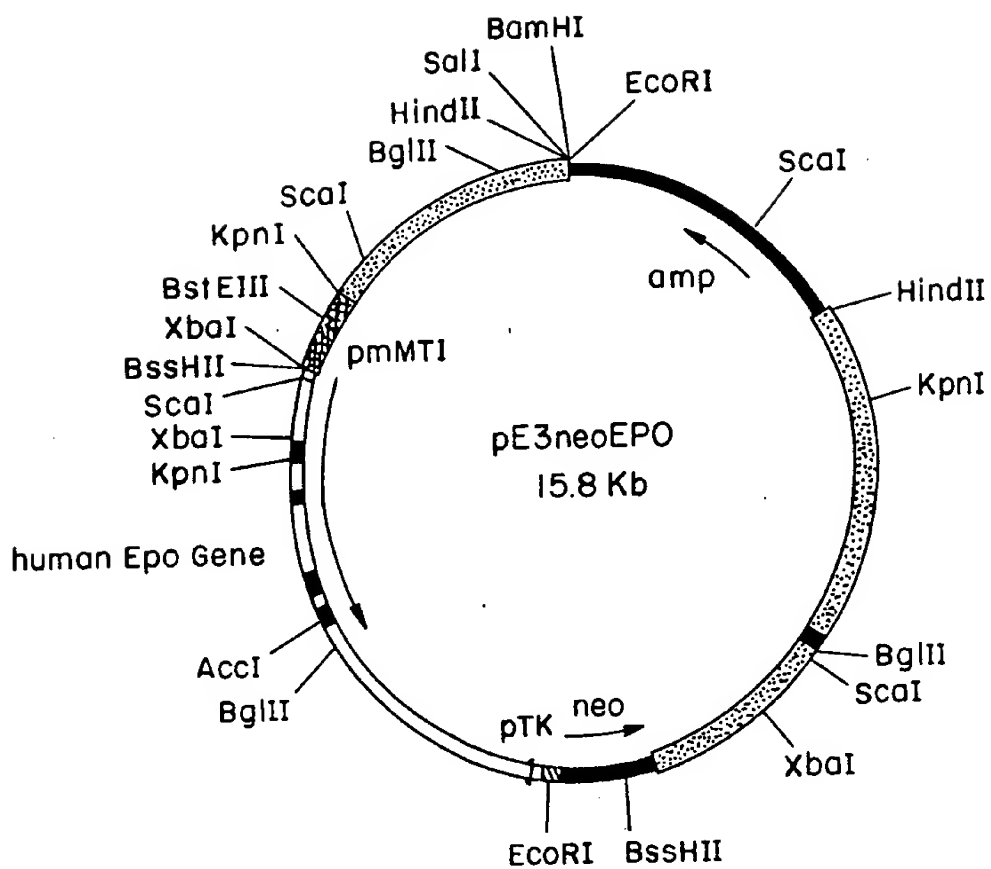 BamHI
SalI
EcoRI
HindII
BglII
ScaI
ScaI
KpnI
amp
BstEIII
HindII
XbaI
pmMTI
BssHII
KpnI
ScaI
XbaI
pE3neoEPO
KpnI
15.8 Kb
human Epo Gene
BglII
AccI
ScaI
BglII
pTK neo
XbaI
EcoRI BssHII